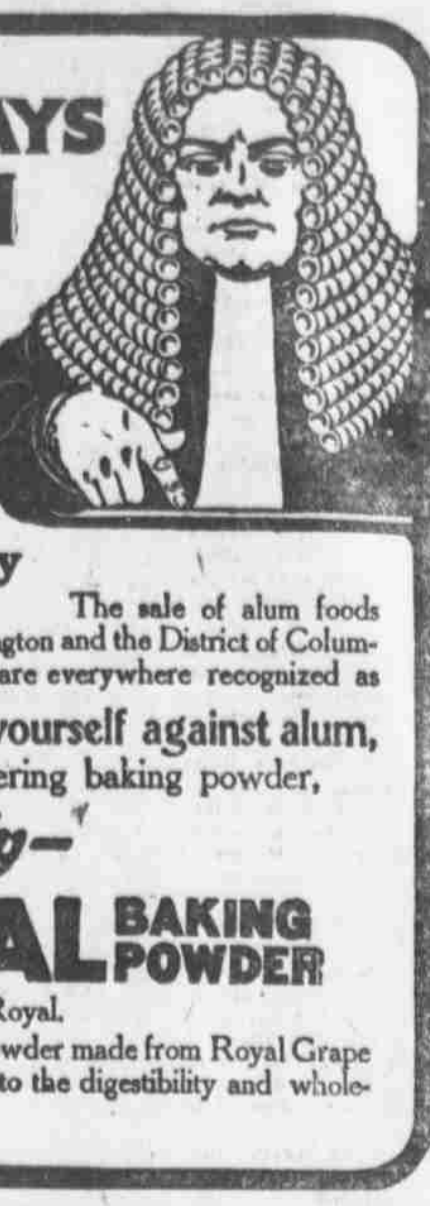 AYS
y
The sale of alum foods
gton and the District of Colum-
are everywhere recognized as
yourself against alum,
ering baking powder,
y—
AL BAKING
POWDER
Royal.
wder made from Royal Grape
to the digestibility and whole-